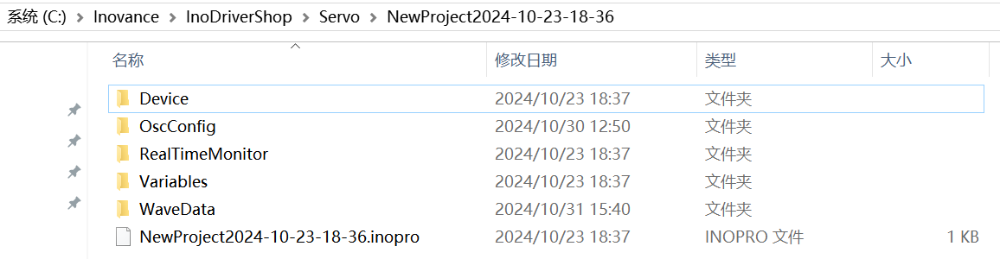 系统 (C:) > Inovance > InoDriverShop > Servo > NewProject2024-10-23-18-36
名称 修改日期 类型 大小
Device 2024/10/23 18:37 文件夹
OscConfig 2024/10/30 12:50 文件夹
RealTimeMonitor 2024/10/23 18:37 文件夹
Variables 2024/10/23 18:37 文件夹
WaveData 2024/10/31 15:40 文件夹
NewProject2024-10-23-18-36.inopro 2024/10/23 18:37 INOPRO 文件 1 KB